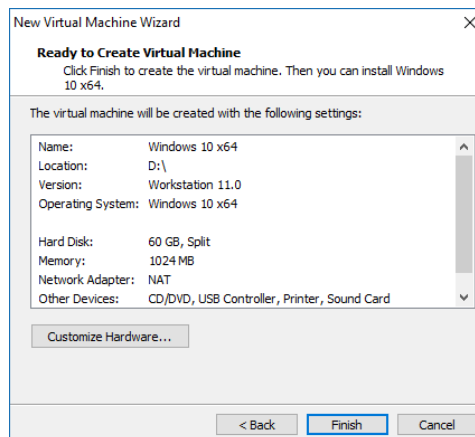 New Virtual Machine Wizard
Ready to Create Virtual Machine
Click Finish to create the virtual machine. Then you can install Windows
10 x64.
The virtual machine will be created with the following settings:
Name: Windows 10 x64
Location: D:\
Version: Workstation 11.0
Operating System: Windows 10 x64
Hard Disk: 60 GB, Split
Memory: 1024 MB
Network Adapter: NAT
Other Devices: CD/DVD, USB Controller, Printer, Sound Card
Customize Hardware...
< Back Finish Cancel